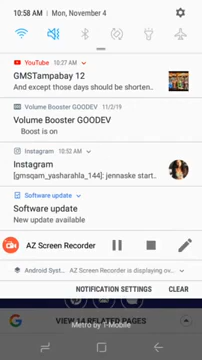 10:58 AM | Mon, November 4
YouTube 10:27 AM
GMSTampabay 12
And except those days should be shorten..
Volume Booster GOODEV 11/2/19
Volume Booster GOODEV
Boost is on
Instagram 10:52 AM
Instagram
[gmsqam_yasharahla_144]: jennaske start..
Software update
Software update
New update available
AZ Screen Recorder
Android Syst.. AZ Screen Recorder is displaying ov..
NOTIFICATION SETTINGS CLEAR
VIEW 14 RELATED PAGES
Metro by T-Mobile